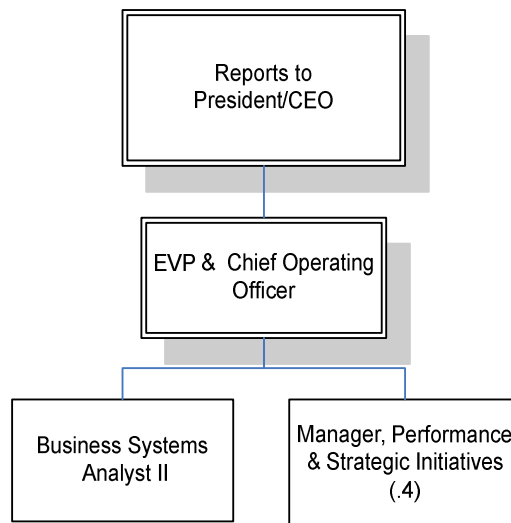 Reports to
President/CEO
EVP & Chief Operating
Officer
Business Systems
Analyst II
Manager, Performance
& Strategic Initiatives
(.4)